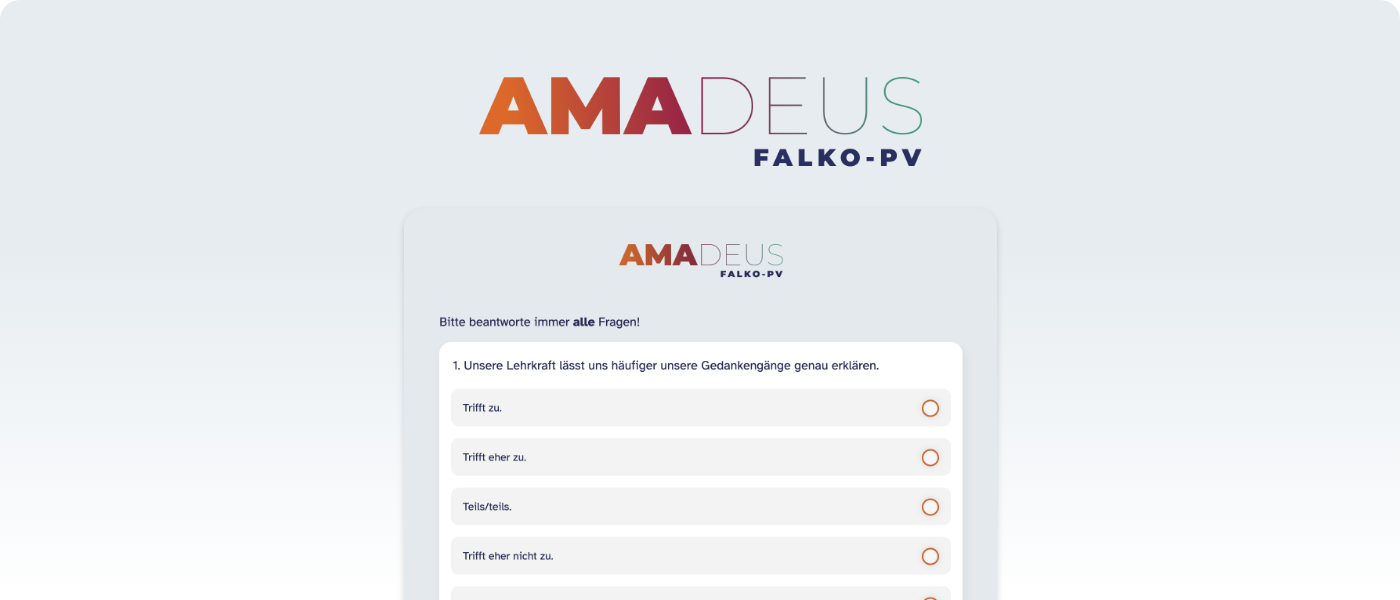 AMADEUS
FALKO-PV
AMADEUS
FALKO-PV
Bitte beantworte immer alle Fragen!
1. Unsere Lehrkraft lässt uns häufiger unsere Gedankengänge genau erklären.
Trifft zu.
Trifft eher zu.
Teils/teils.
Trifft eher nicht zu.